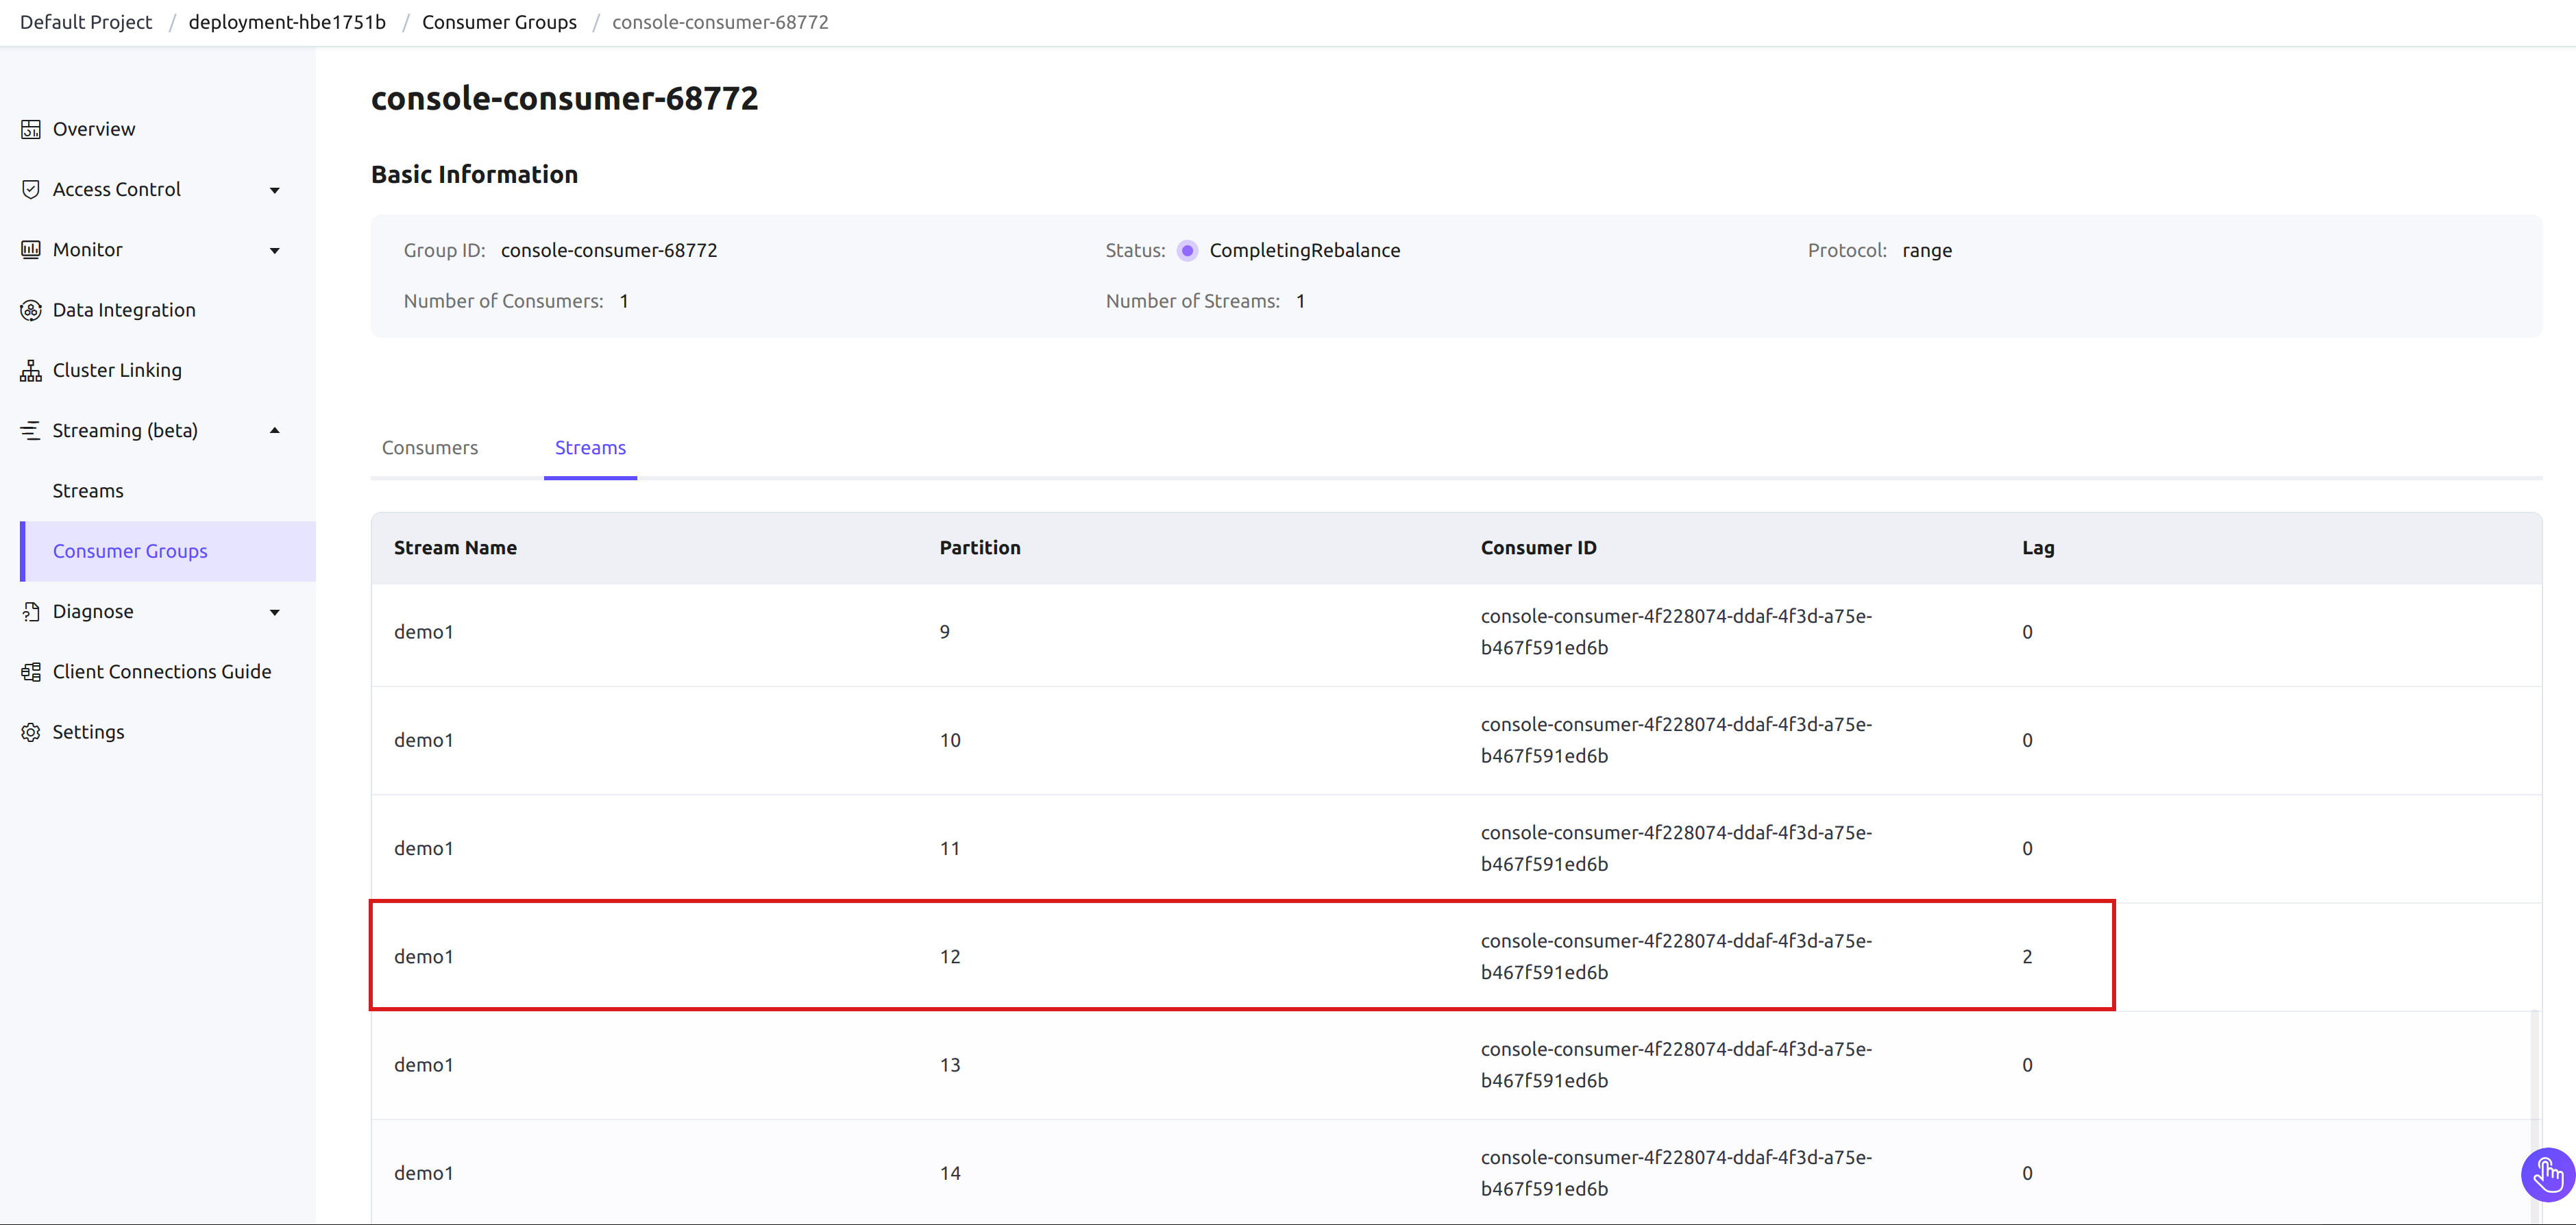 Default Project / deployment-hbe1751b / Consumer Groups / console-consumer-68772
Overview
Access Control
Monitor
Data Integration
Cluster Linking
Streaming (beta)
Streams
Consumer Groups
Diagnose
Client Connections Guide
Settings
console-consumer-68772
Basic Information
Group ID: console-consumer-68772 Status: CompletingRebalance Protocol: range
Number of Consumers: 1 Number of Streams: 1
Consumers Streams
Stream Name Partition Consumer ID Lag
demo1 9 console-consumer-4f228074-ddaf-4f3d-a75e-
b467f591ed6b 0
demo1 10 console-consumer-4f228074-ddaf-4f3d-a75e-
b467f591ed6b 0
demo1 11 console-consumer-4f228074-ddaf-4f3d-a75e-
b467f591ed6b 0
demo1 12 console-consumer-4f228074-ddaf-4f3d-a75e-
b467f591ed6b 2
demo1 13 console-consumer-4f228074-ddaf-4f3d-a75e-
b467f591ed6b 0
demo1 14 console-consumer-4f228074-ddaf-4f3d-a75e-
b467f591ed6b 0